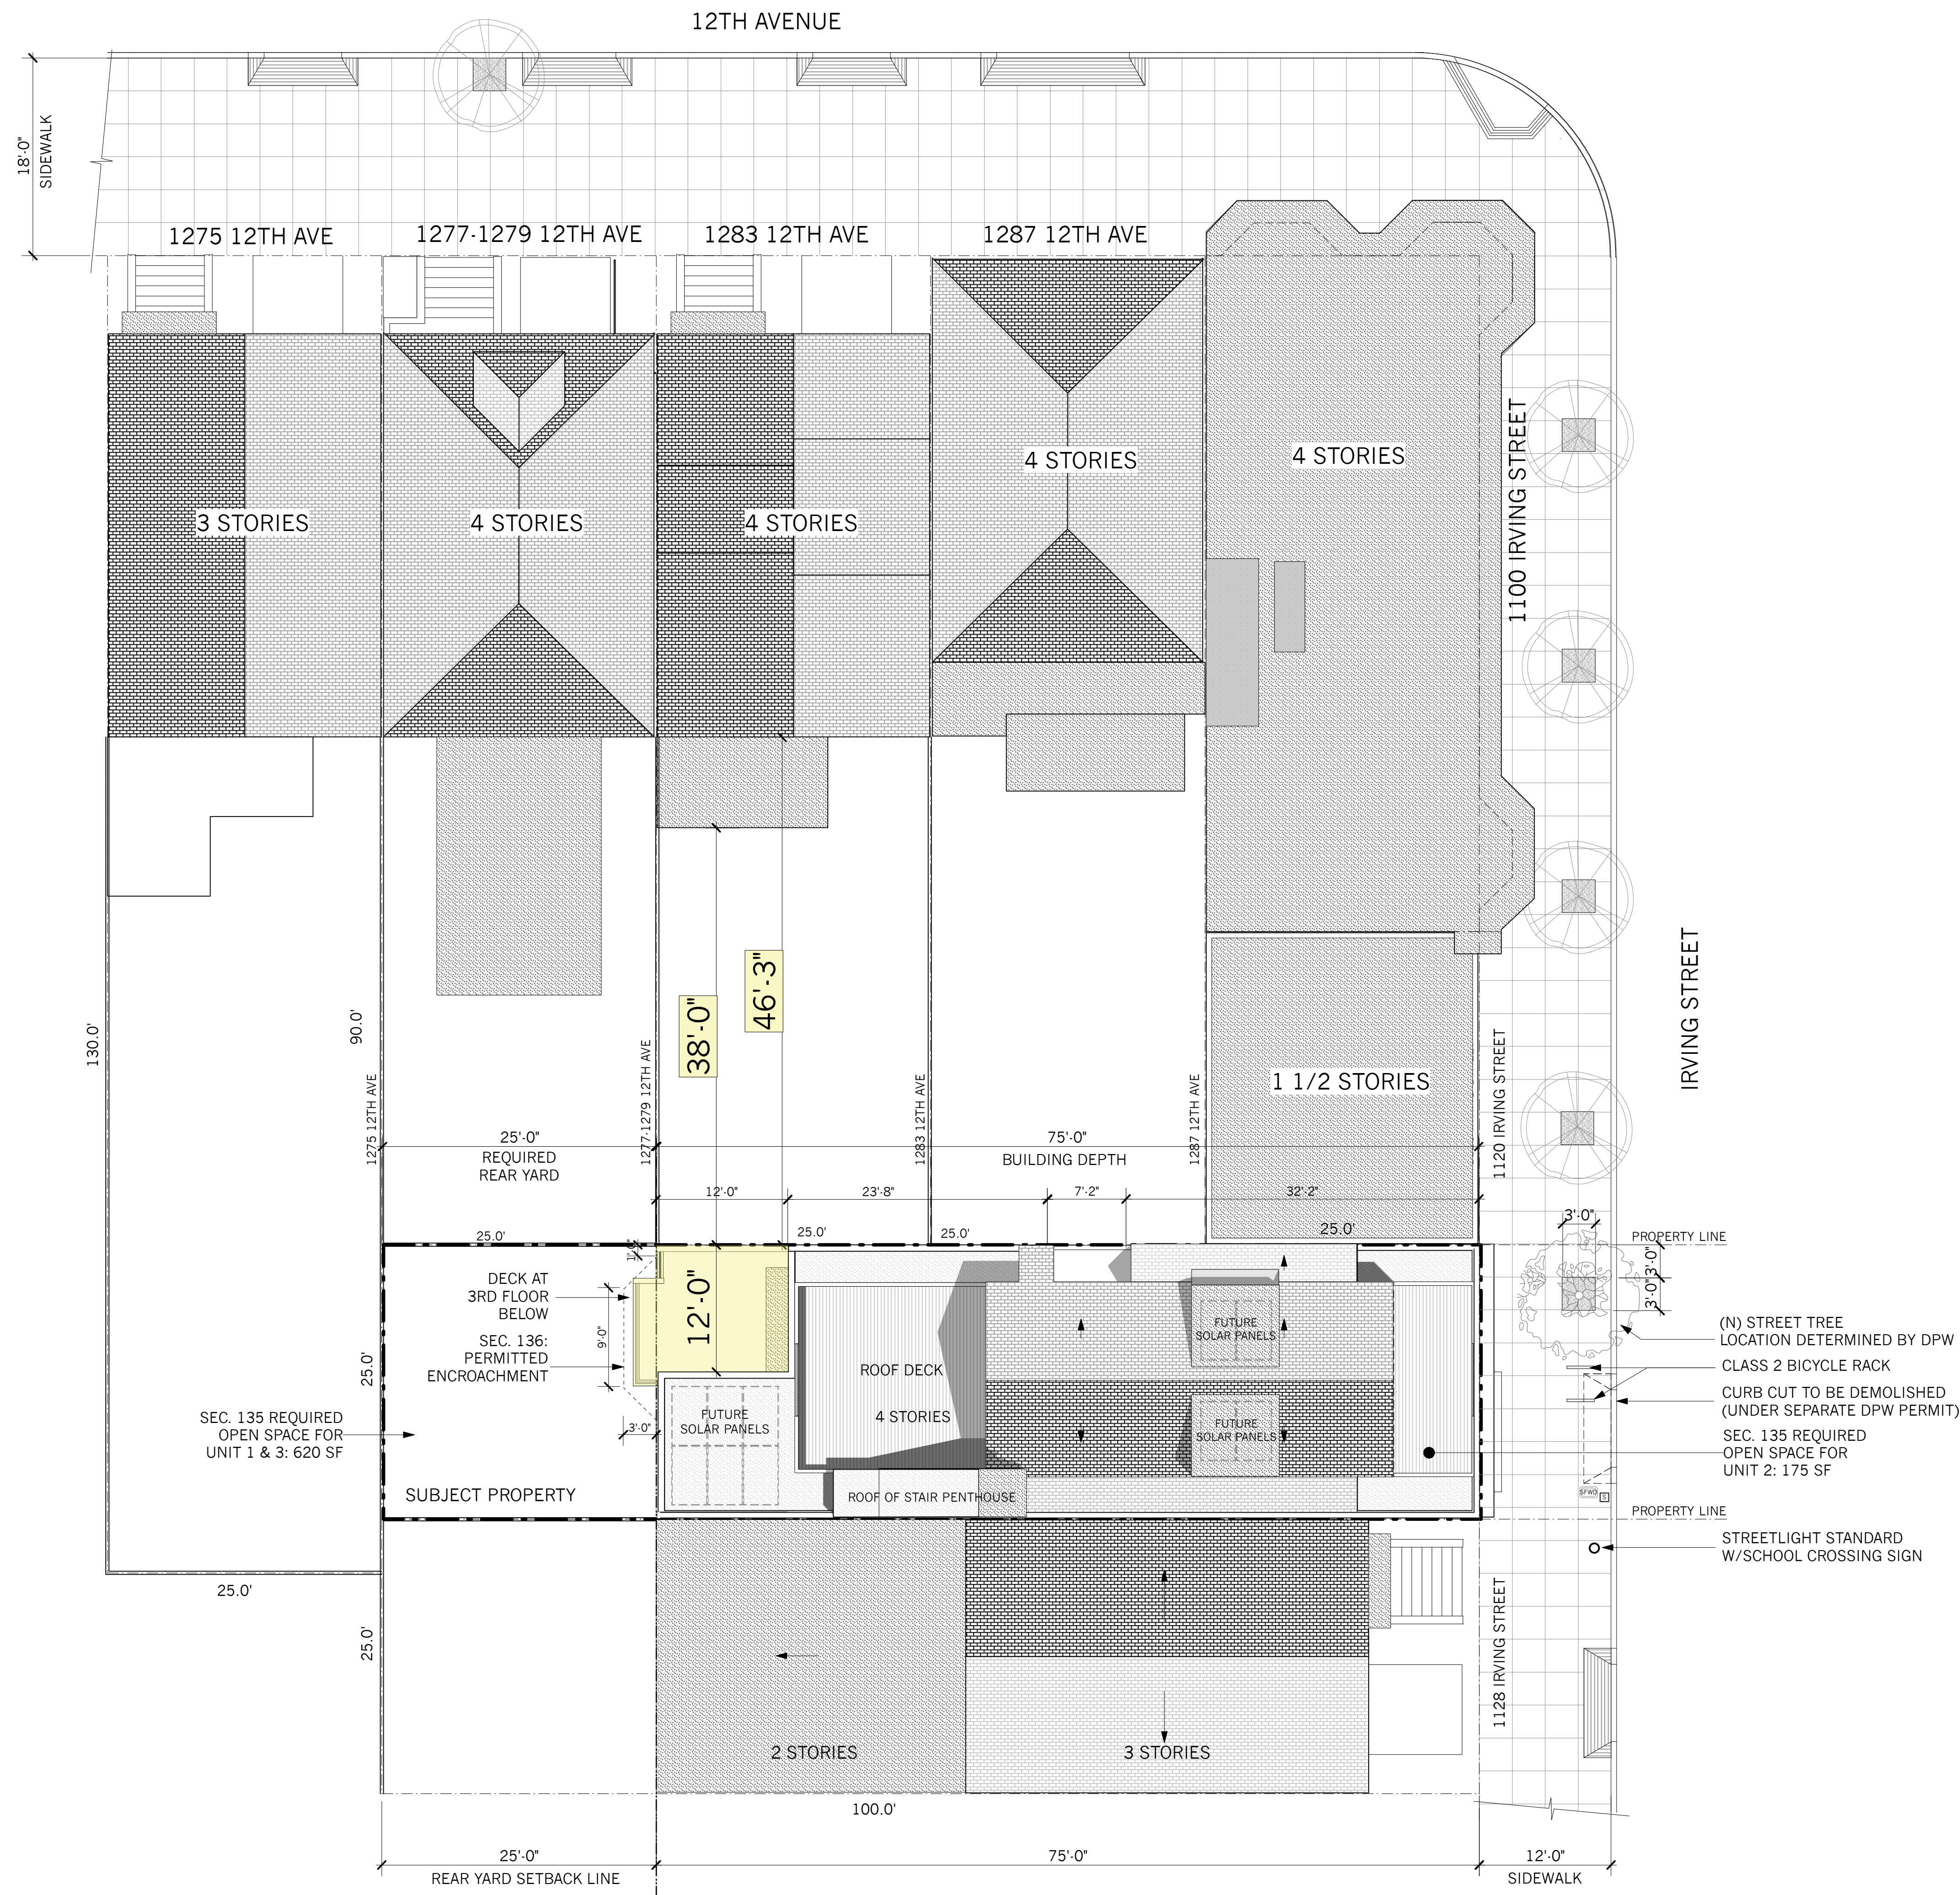 12TH AVENUE
18'-0"
SIDEWALK
1275 12TH AVE
1277-1279 12TH AVE
1283 12TH AVE
1287 12TH AVE
3 STORIES
4 STORIES
4 STORIES
4 STORIES
4 STORIES
1100 IRVING STREET
IRVING STREET
130.0'
90.0'
38'-0"
46'-3"
1275 12TH AVE
1277-1279 12TH AVE
1283 12TH AVE
1287 12TH AVE
1 1/2 STORIES
1120 IRVING STREET
25'-0"
REQUIRED
REAR YARD
75'-0"
BUILDING DEPTH
12'-0"
23'-8"
7'-2"
32'-2"
25.0'
25.0'
25.0'
25.0'
3'-0"
PROPERTY LINE
3'-0"
3'-0"
1'-0"
DECK AT
3RD FLOOR
BELOW
SEC. 136:
PERMITTED
ENCROACHMENT
9'-0"
3'-0"
12'-0"
25.0'
SEC. 135 REQUIRED
OPEN SPACE FOR
UNIT 1 & 3: 620 SF
SUBJECT PROPERTY
FUTURE
SOLAR PANELS
ROOF DECK
4 STORIES
FUTURE
SOLAR PANELS
FUTURE
SOLAR PANELS
ROOF OF STAIR PENTHOUSE
(N) STREET TREE
LOCATION DETERMINED BY DPW
CLASS 2 BICYCLE RACK
CURB CUT TO BE DEMOLISHED
(UNDER SEPARATE DPW PERMIT)
SEC. 135 REQUIRED
OPEN SPACE FOR
UNIT 2: 175 SF
SFWD
S
PROPERTY LINE
STREETLIGHT STANDARD
W/SCHOOL CROSSING SIGN
25.0'
25.0'
1128 IRVING STREET
2 STORIES
3 STORIES
100.0'
25'-0"
REAR YARD SETBACK LINE
75'-0"
12'-0"
SIDEWALK